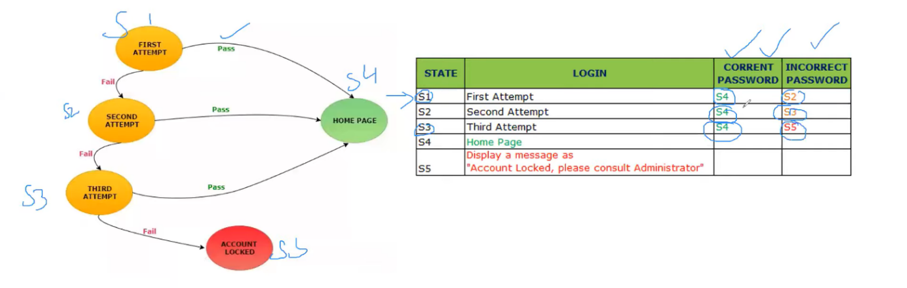 S1
FIRST
ATTEMPT
Pass
Fail
S2
SECOND
ATTEMPT
Pass
S4
HOME PAGE
Fail
S3
THIRD
ATTEMPT
Pass
Fail
ACCOUNT
LOCKED
S5
STATE LOGIN CORRENT PASSWORD INCORRECT PASSWORD
S1 First Attempt S4 S2
S2 Second Attempt S4 S3
S3 Third Attempt S4 S5
S4 Home Page
S5 Display a message as
"Account Locked, please consult Administrator"